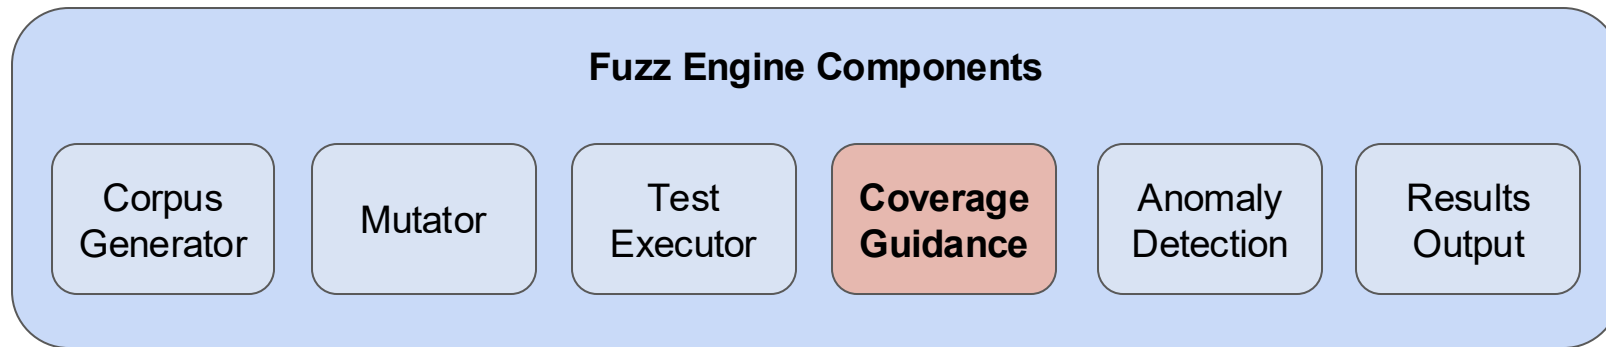 Fuzz Engine Components
Corpus
Generator
Mutator
Test
Executor
Coverage
Guidance
Anomaly
Detection
Results
Output